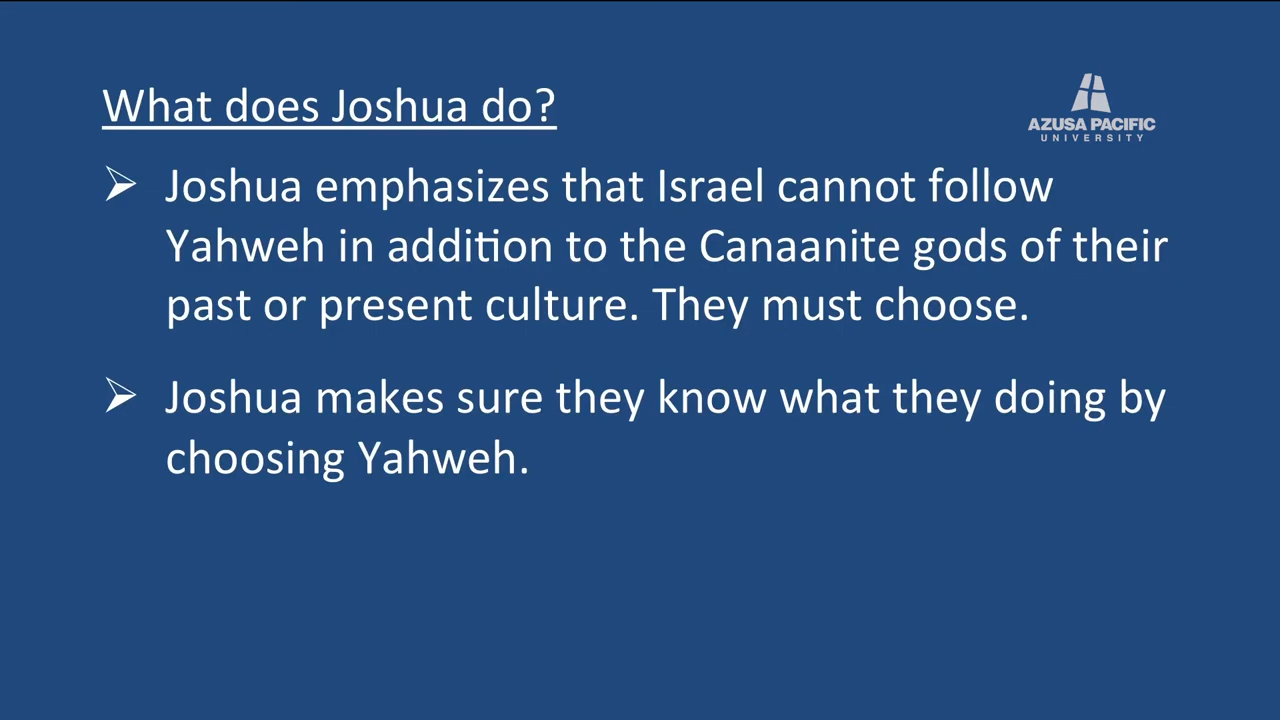 What does Joshua do?
AZUSA PACIFIC
UNIVERSITY
➢ Joshua emphasizes that Israel cannot follow
Yahweh in addition to the Canaanite gods of their
past or present culture. They must choose.
➢ Joshua makes sure they know what they doing by
choosing Yahweh.